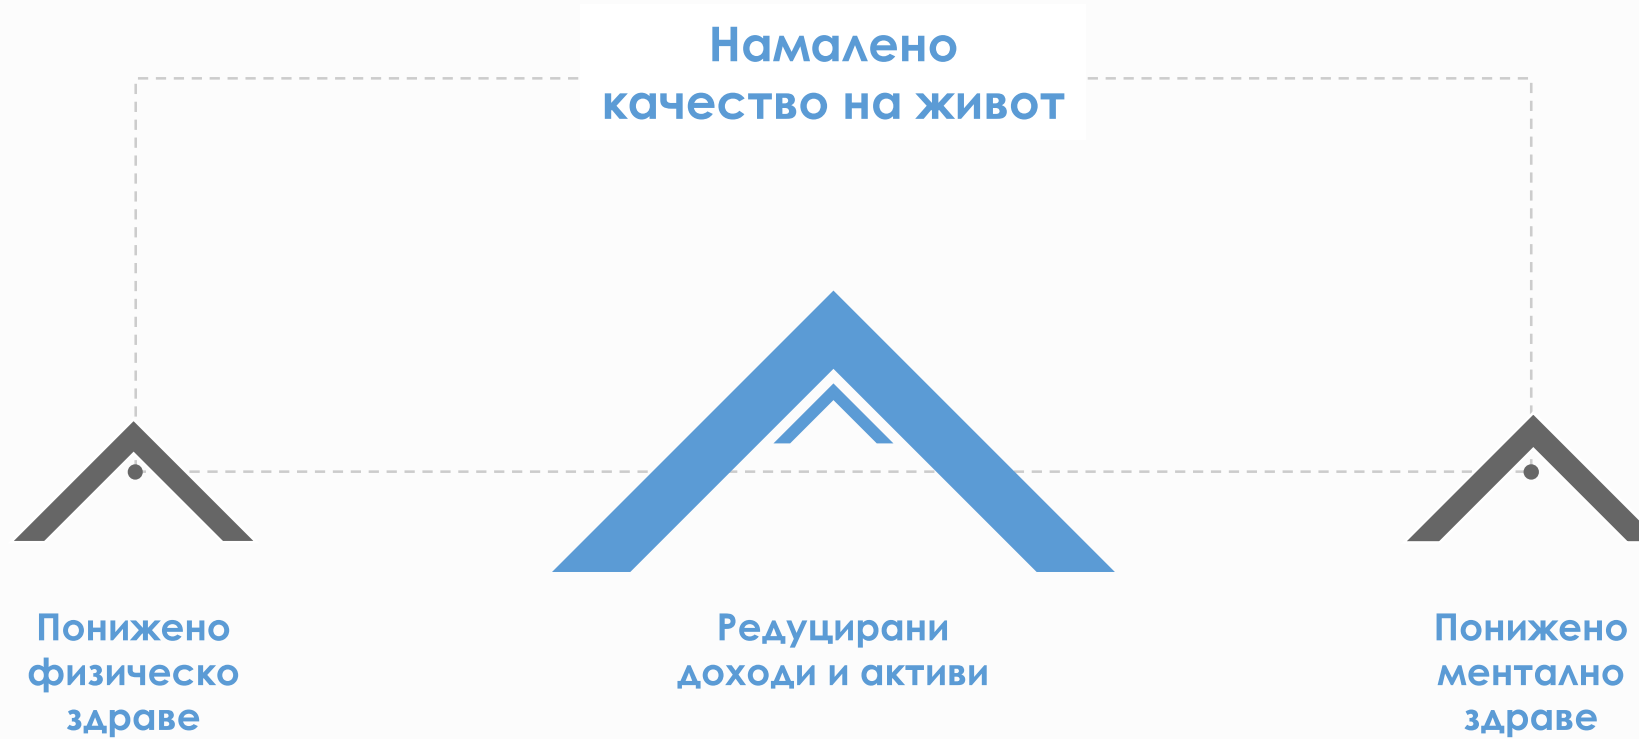 Намалено
качество на живот
Понижено
физическо
здраве
Редуцирани
доходи и активи
Понижено
ментално
здраве